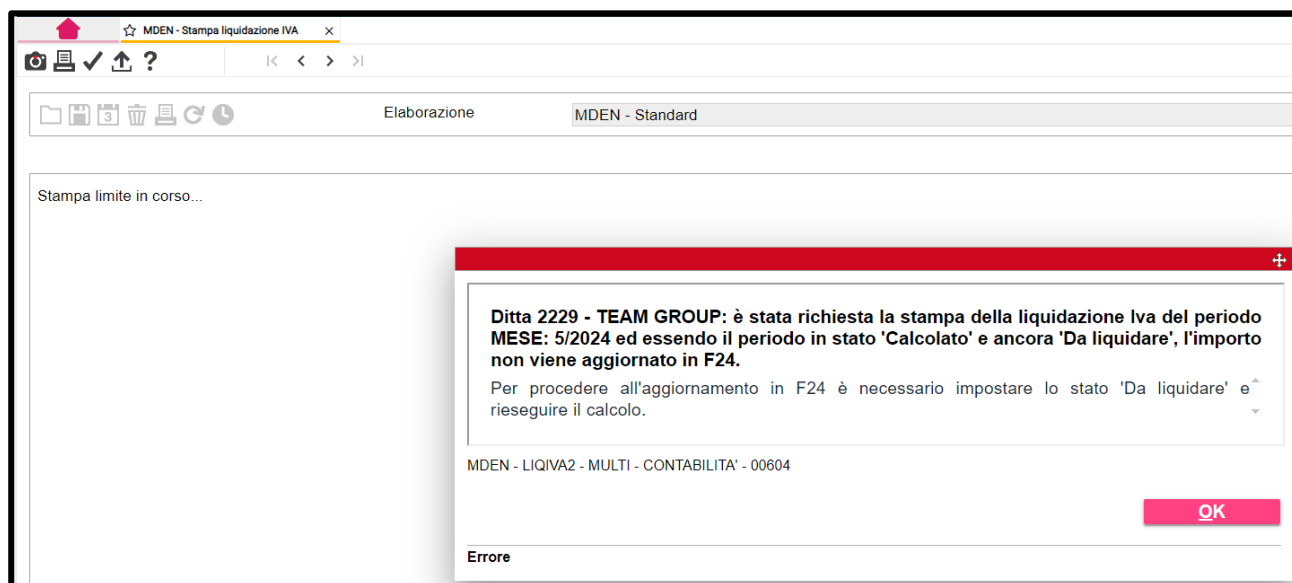 MDEN - Stampa liquidazione IVA
Elaborazione
MDEN - Standard
Stampa limite in corso...
Ditta 2229 - TEAM GROUP: è stata richiesta la stampa della liquidazione Iva del periodo
MESE: 5/2024 ed essendo il periodo in stato 'Calcolato' e ancora 'Da liquidare', l'importo
non viene aggiornato in F24.
Per procedere all'aggiornamento in F24 è necessario impostare lo stato 'Da liquidare' e
rieseguire il calcolo.
MDEN - LIQIVA2 - MULTI - CONTABILITA' - 00604
OK
Errore